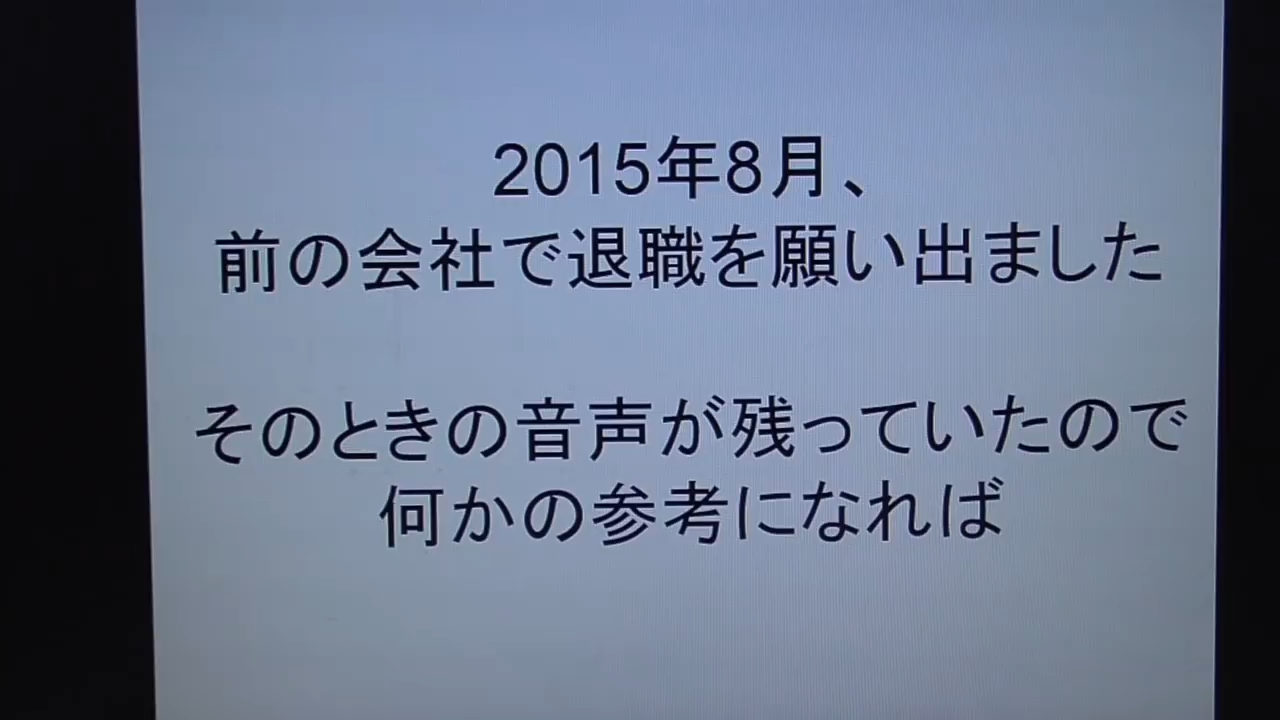 2015年8月、
前の会社で退職を願い出ました
そのときの音声が残っていたので
何かの参考になれば